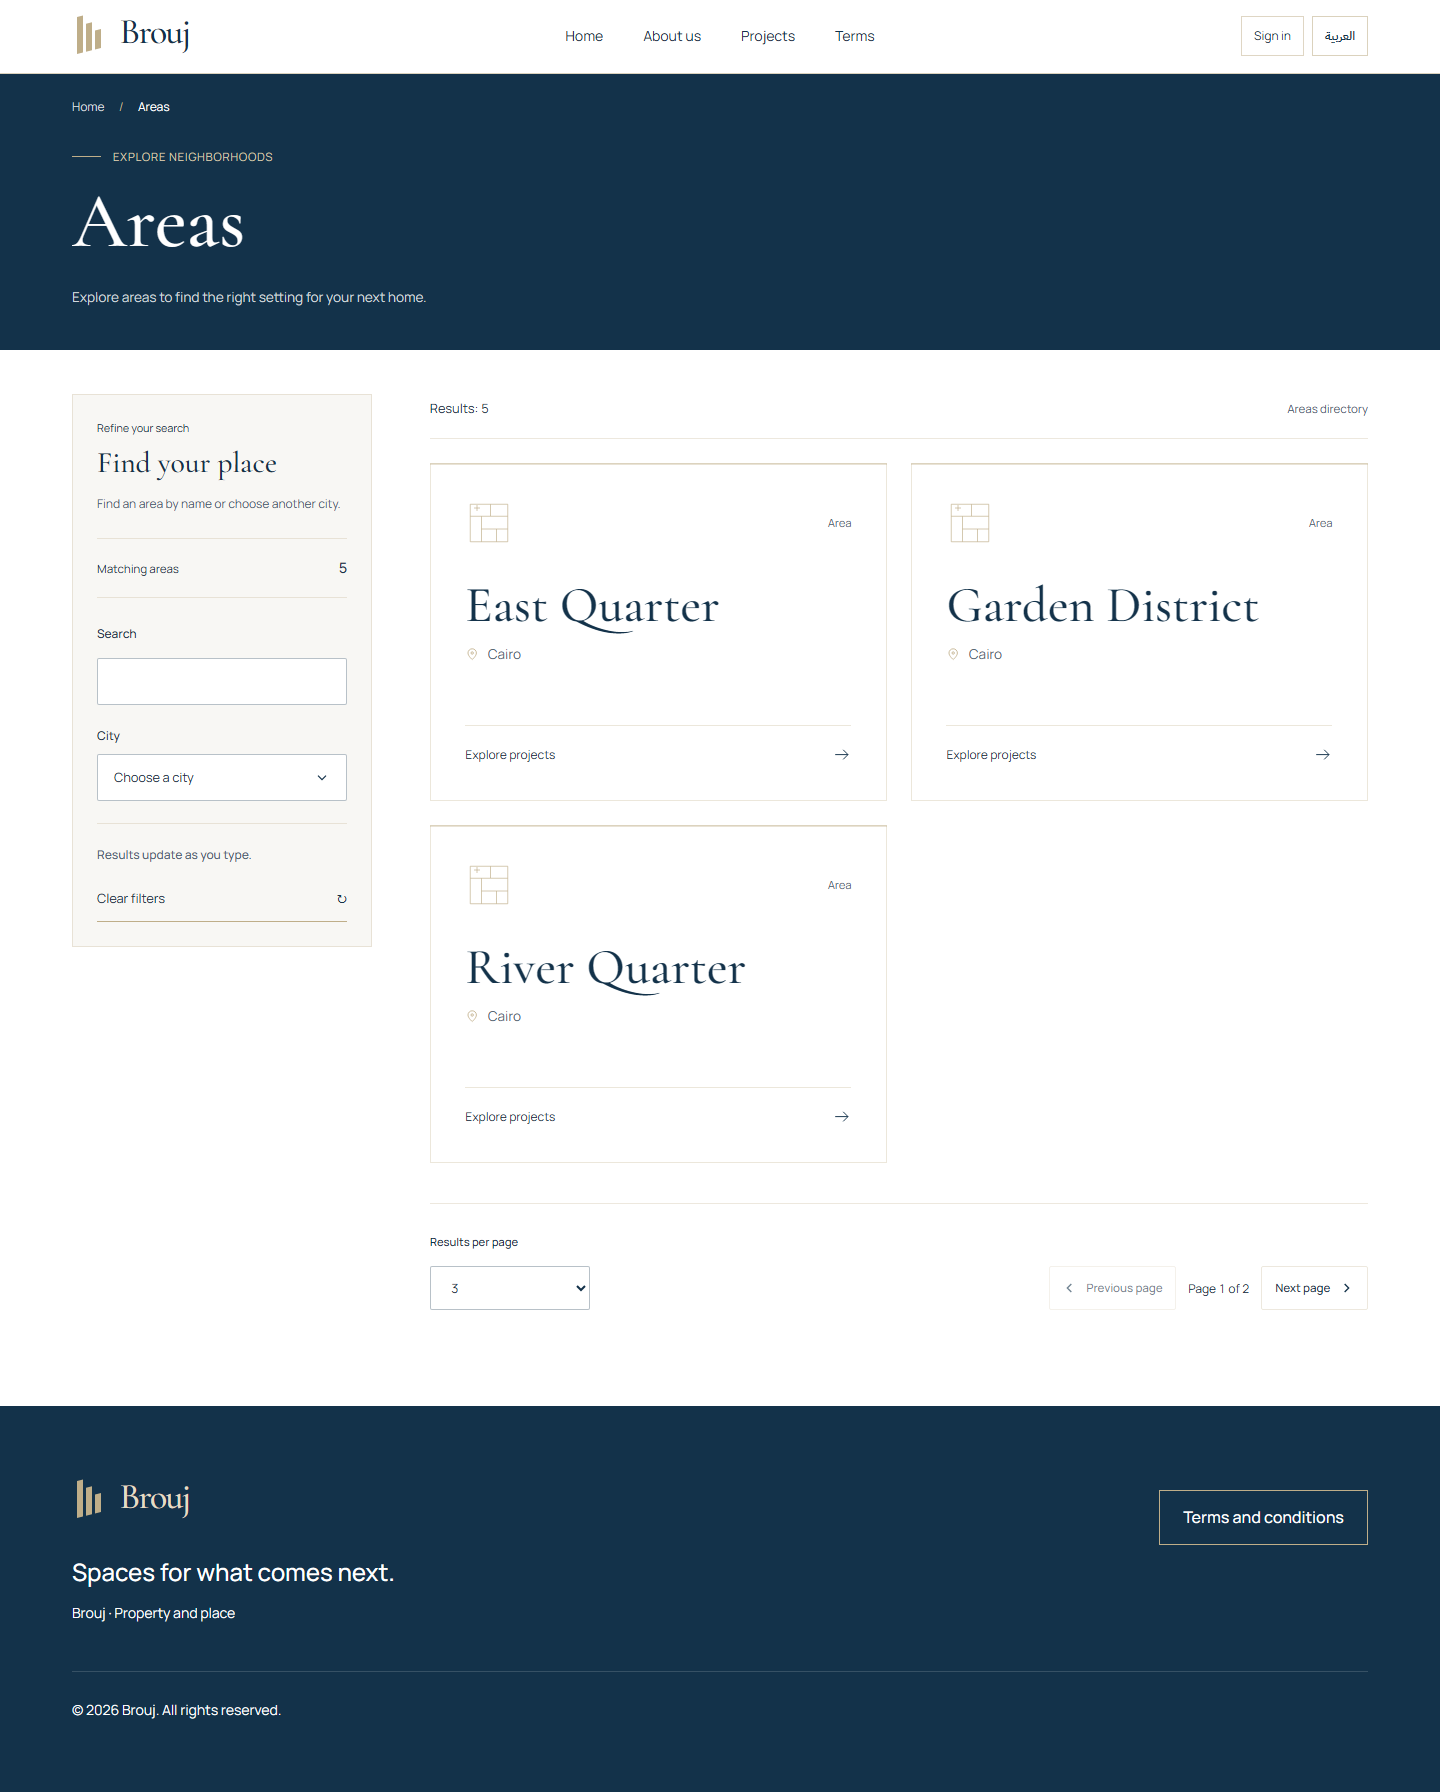 Brouj
Home About us Projects Terms
Sign in العربية
Home / Areas
EXPLORE NEIGHBORHOODS
Areas
Explore areas to find the right setting for your next home.
Refine your search
Find your place
Find an area by name or choose another city.
Matching areas 5
Search
City
Choose a city
Results update as you type.
Clear filters ↻
Results: 5 Areas directory
Area
East Quarter
Cairo
Explore projects →
Area
Garden District
Cairo
Explore projects →
Area
River Quarter
Cairo
Explore projects →
Results per page
3
Previous page Page 1 of 2 Next page
Brouj
Terms and conditions
Spaces for what comes next.
Brouj · Property and place
© 2026 Brouj. All rights reserved.